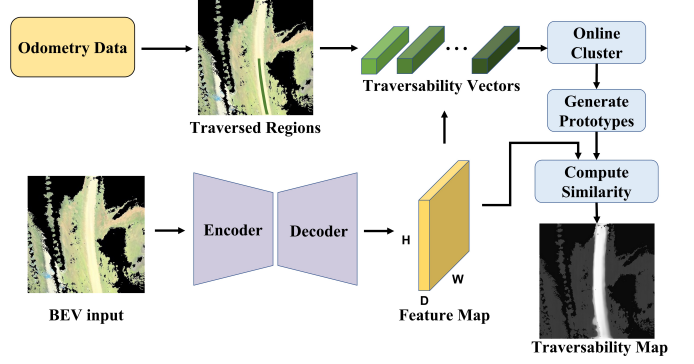 Odometry Data
Traversed Regions
Traversability Vectors
Online
Cluster
Generate
Prototypes
Compute
Similarity
BEV input
Encoder
Decoder
H
W
D
Feature Map
Traversability Map